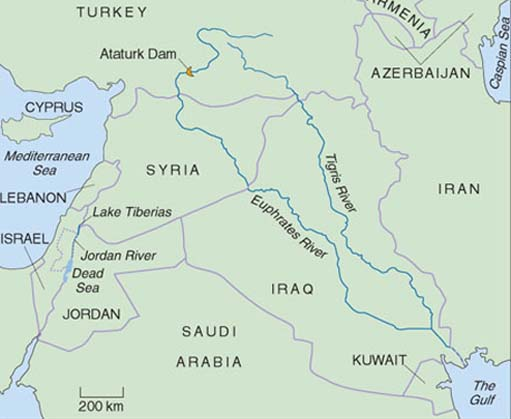 TURKEY
ARMENIA
Caspian Sea
Ataturk Dam
AZERBAIJAN
CYPRUS
Mediterranean
Sea
SYRIA
Tigris River
IRAN
LEBANON
Lake Tiberias
Euphrates River
ISRAEL
Jordan River
Dead
Sea
IRAQ
JORDAN
SAUDI
ARABIA
KUWAIT
The
Gulf
200 km